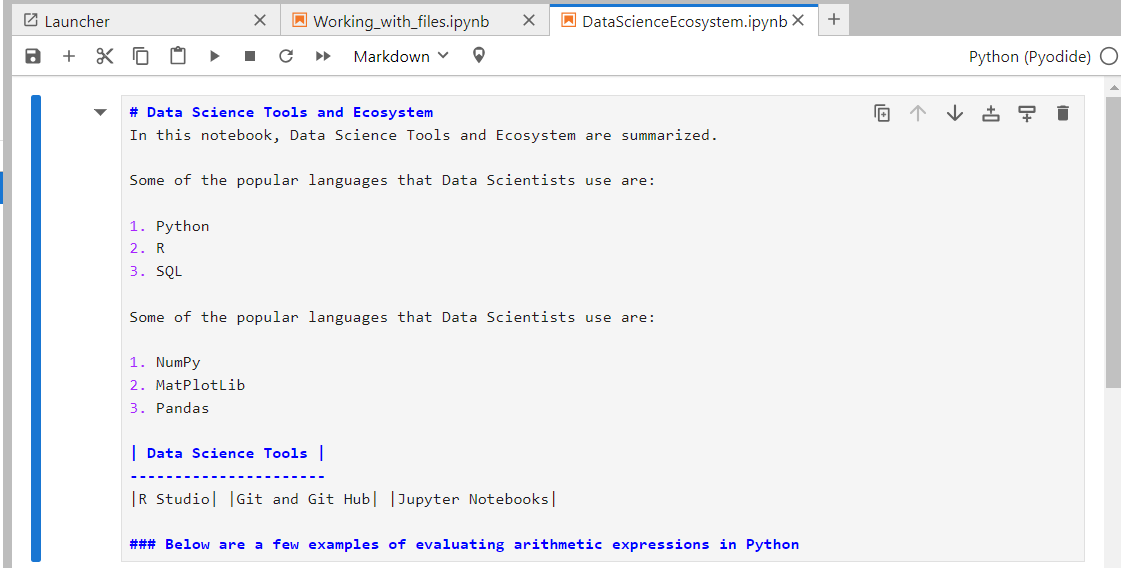 Launcher
Working_with_files.ipynb
DataScienceEcosystem.ipynb
Markdown
Python (Pyodide)
# Data Science Tools and Ecosystem
In this notebook, Data Science Tools and Ecosystem are summarized.
Some of the popular languages that Data Scientists use are:
1. Python
2. R
3. SQL
Some of the popular languages that Data Scientists use are:
1. NumPy
2. MatPlotLib
3. Pandas
| Data Science Tools |
----------------------
|R Studio| |Git and Git Hub| |Jupyter Notebooks|
### Below are a few examples of evaluating arithmetic expressions in Python